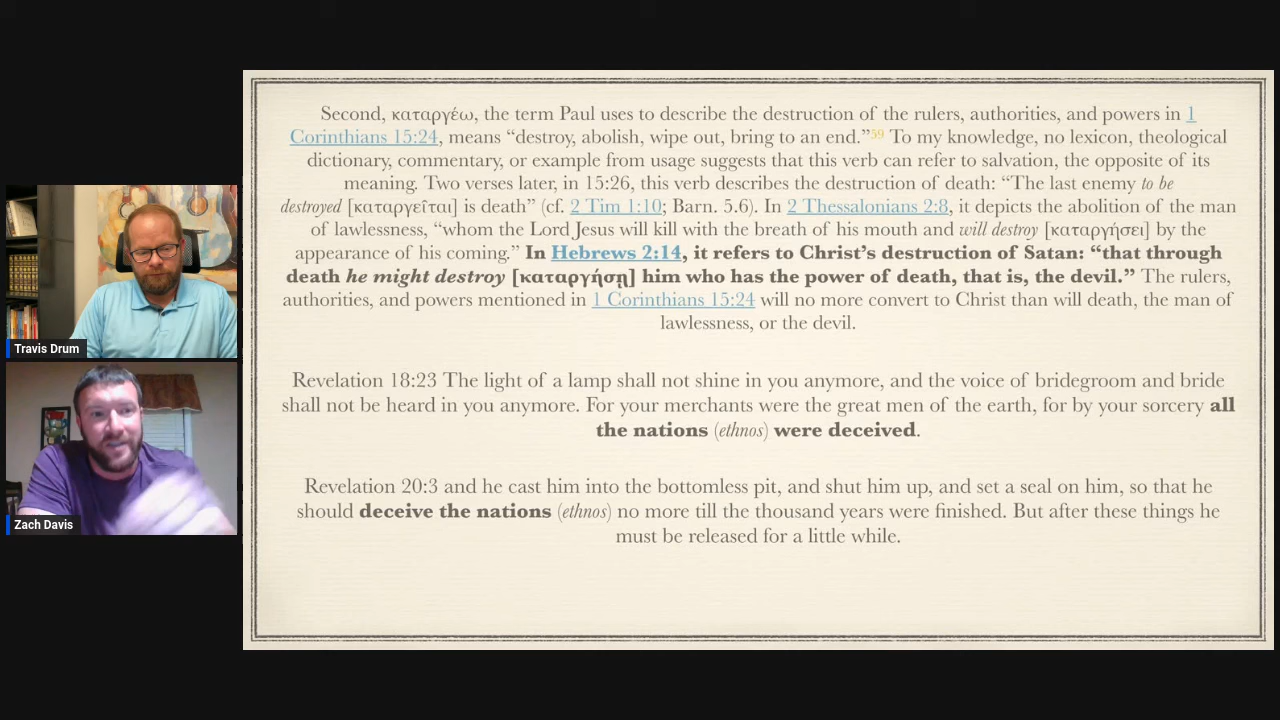 Second, καταργέω, the term Paul uses to describe the destruction of the rulers, authorities, and powers in 1
Corinthians 15:24, means “destroy, abolish, wipe out, bring to an end.”59 To my knowledge, no lexicon, theological
dictionary, commentary, or example from usage suggests that this verb can refer to salvation, the opposite of its
meaning. Two verses later, in 15:26, this verb describes the destruction of death: “The last enemy to be
destroyed [καταργεῖται] is death” (cf. 2 Tim 1:10; Barn. 5.6). In 2 Thessalonians 2:8, it depicts the abolition of the man
of lawlessness, “whom the Lord Jesus will kill with the breath of his mouth and will destroy [καταργήσει] by the
appearance of his coming.” In Hebrews 2:14, it refers to Christ’s destruction of Satan: “that through
death he might destroy [καταργήσῃ] him who has the power of death, that is, the devil.” The rulers,
authorities, and powers mentioned in 1 Corinthians 15:24 will no more convert to Christ than will death, the man of
lawlessness, or the devil.
Revelation 18:23 The light of a lamp shall not shine in you anymore, and the voice of bridegroom and bride
shall not be heard in you anymore. For your merchants were the great men of the earth, for by your sorcery all
the nations (ethnos) were deceived.
Revelation 20:3 and he cast him into the bottomless pit, and shut him up, and set a seal on him, so that he
should deceive the nations (ethnos) no more till the thousand years were finished. But after these things he
must be released for a little while.
Travis Drum
Zach Davis